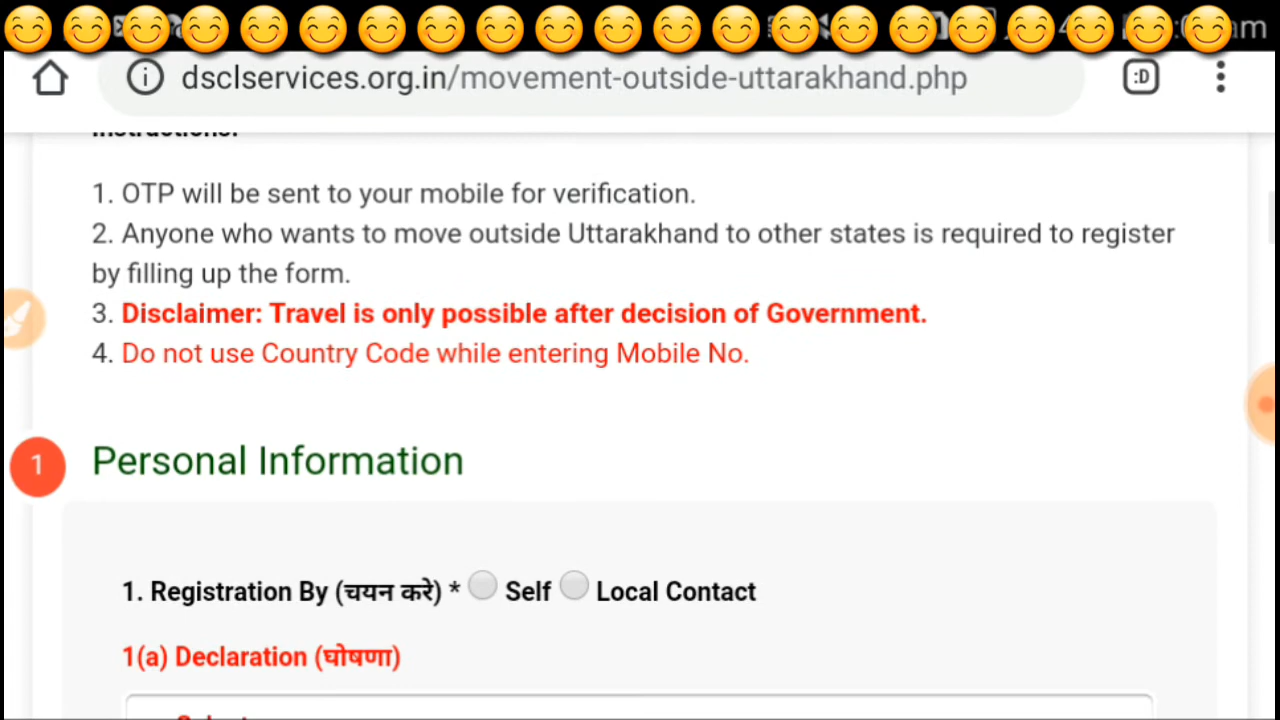 am
dsclservices.org.in/movement-outside-uttarakhand.php
:D
Instructions:
1. OTP will be sent to your mobile for verification.
2. Anyone who wants to move outside Uttarakhand to other states is required to register
by filling up the form.
3. Disclaimer: Travel is only possible after decision of Government.
4. Do not use Country Code while entering Mobile No.
1
Personal Information
1. Registration By (चयन करे) * Self Local Contact
1(a) Declaration (घोषणा)